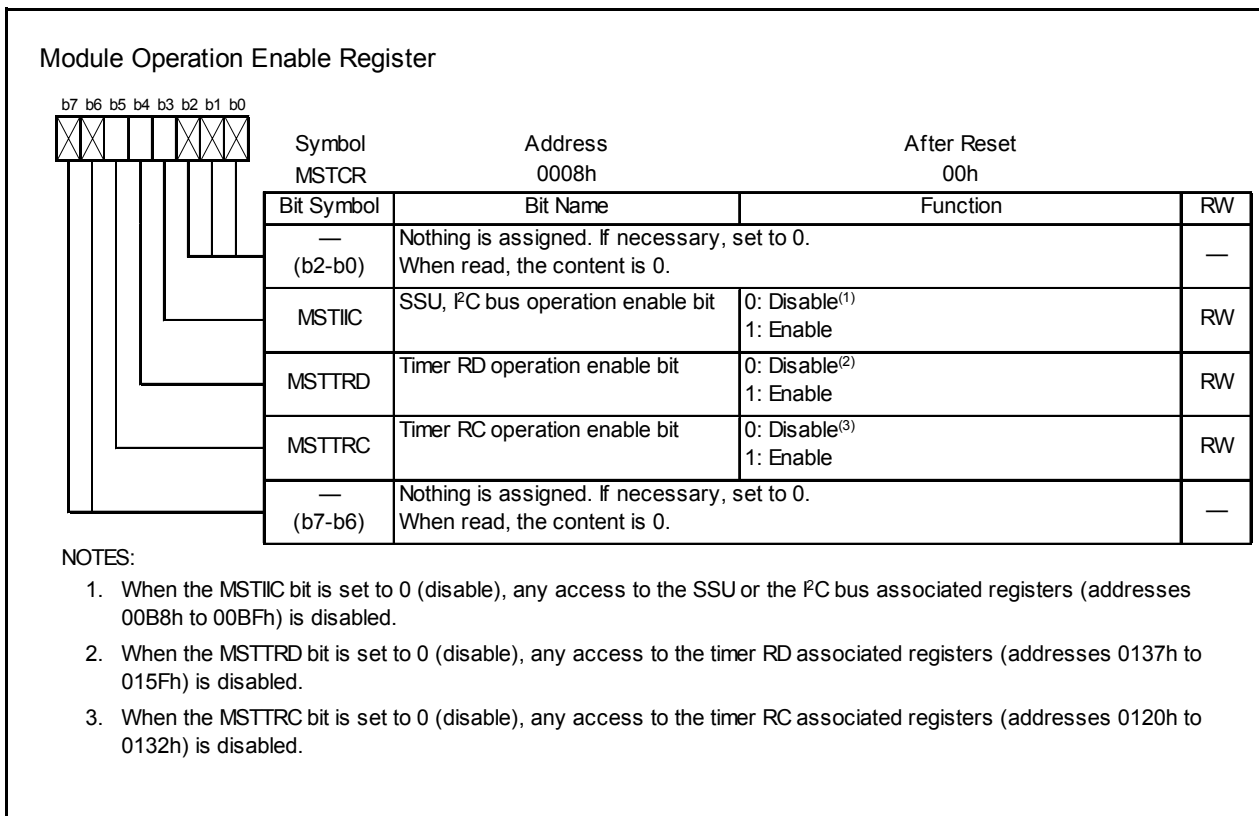 Module Operation Enable Register
b7 b6 b5 b4 b3 b2 b1 b0
Symbol Address After Reset
MSTCR 0008h 00h
Bit Symbol Bit Name Function RW
—
(b2-b0)
Nothing is assigned. If necessary, set to 0.
When read, the content is 0.
—
MSTIIC
SSU, I²C bus operation enable bit
0: Disable(1)
1: Enable
RW
MSTTRD
Timer RD operation enable bit
0: Disable(2)
1: Enable
RW
MSTTRC
Timer RC operation enable bit
0: Disable(3)
1: Enable
RW
—
(b7-b6)
Nothing is assigned. If necessary, set to 0.
When read, the content is 0.
—
NOTES:
1. When the MSTIIC bit is set to 0 (disable), any access to the SSU or the I²C bus associated registers (addresses
00B8h to 00BFh) is disabled.
2. When the MSTTRD bit is set to 0 (disable), any access to the timer RD associated registers (addresses 0137h to
015Fh) is disabled.
3. When the MSTTRC bit is set to 0 (disable), any access to the timer RC associated registers (addresses 0120h to
0132h) is disabled.